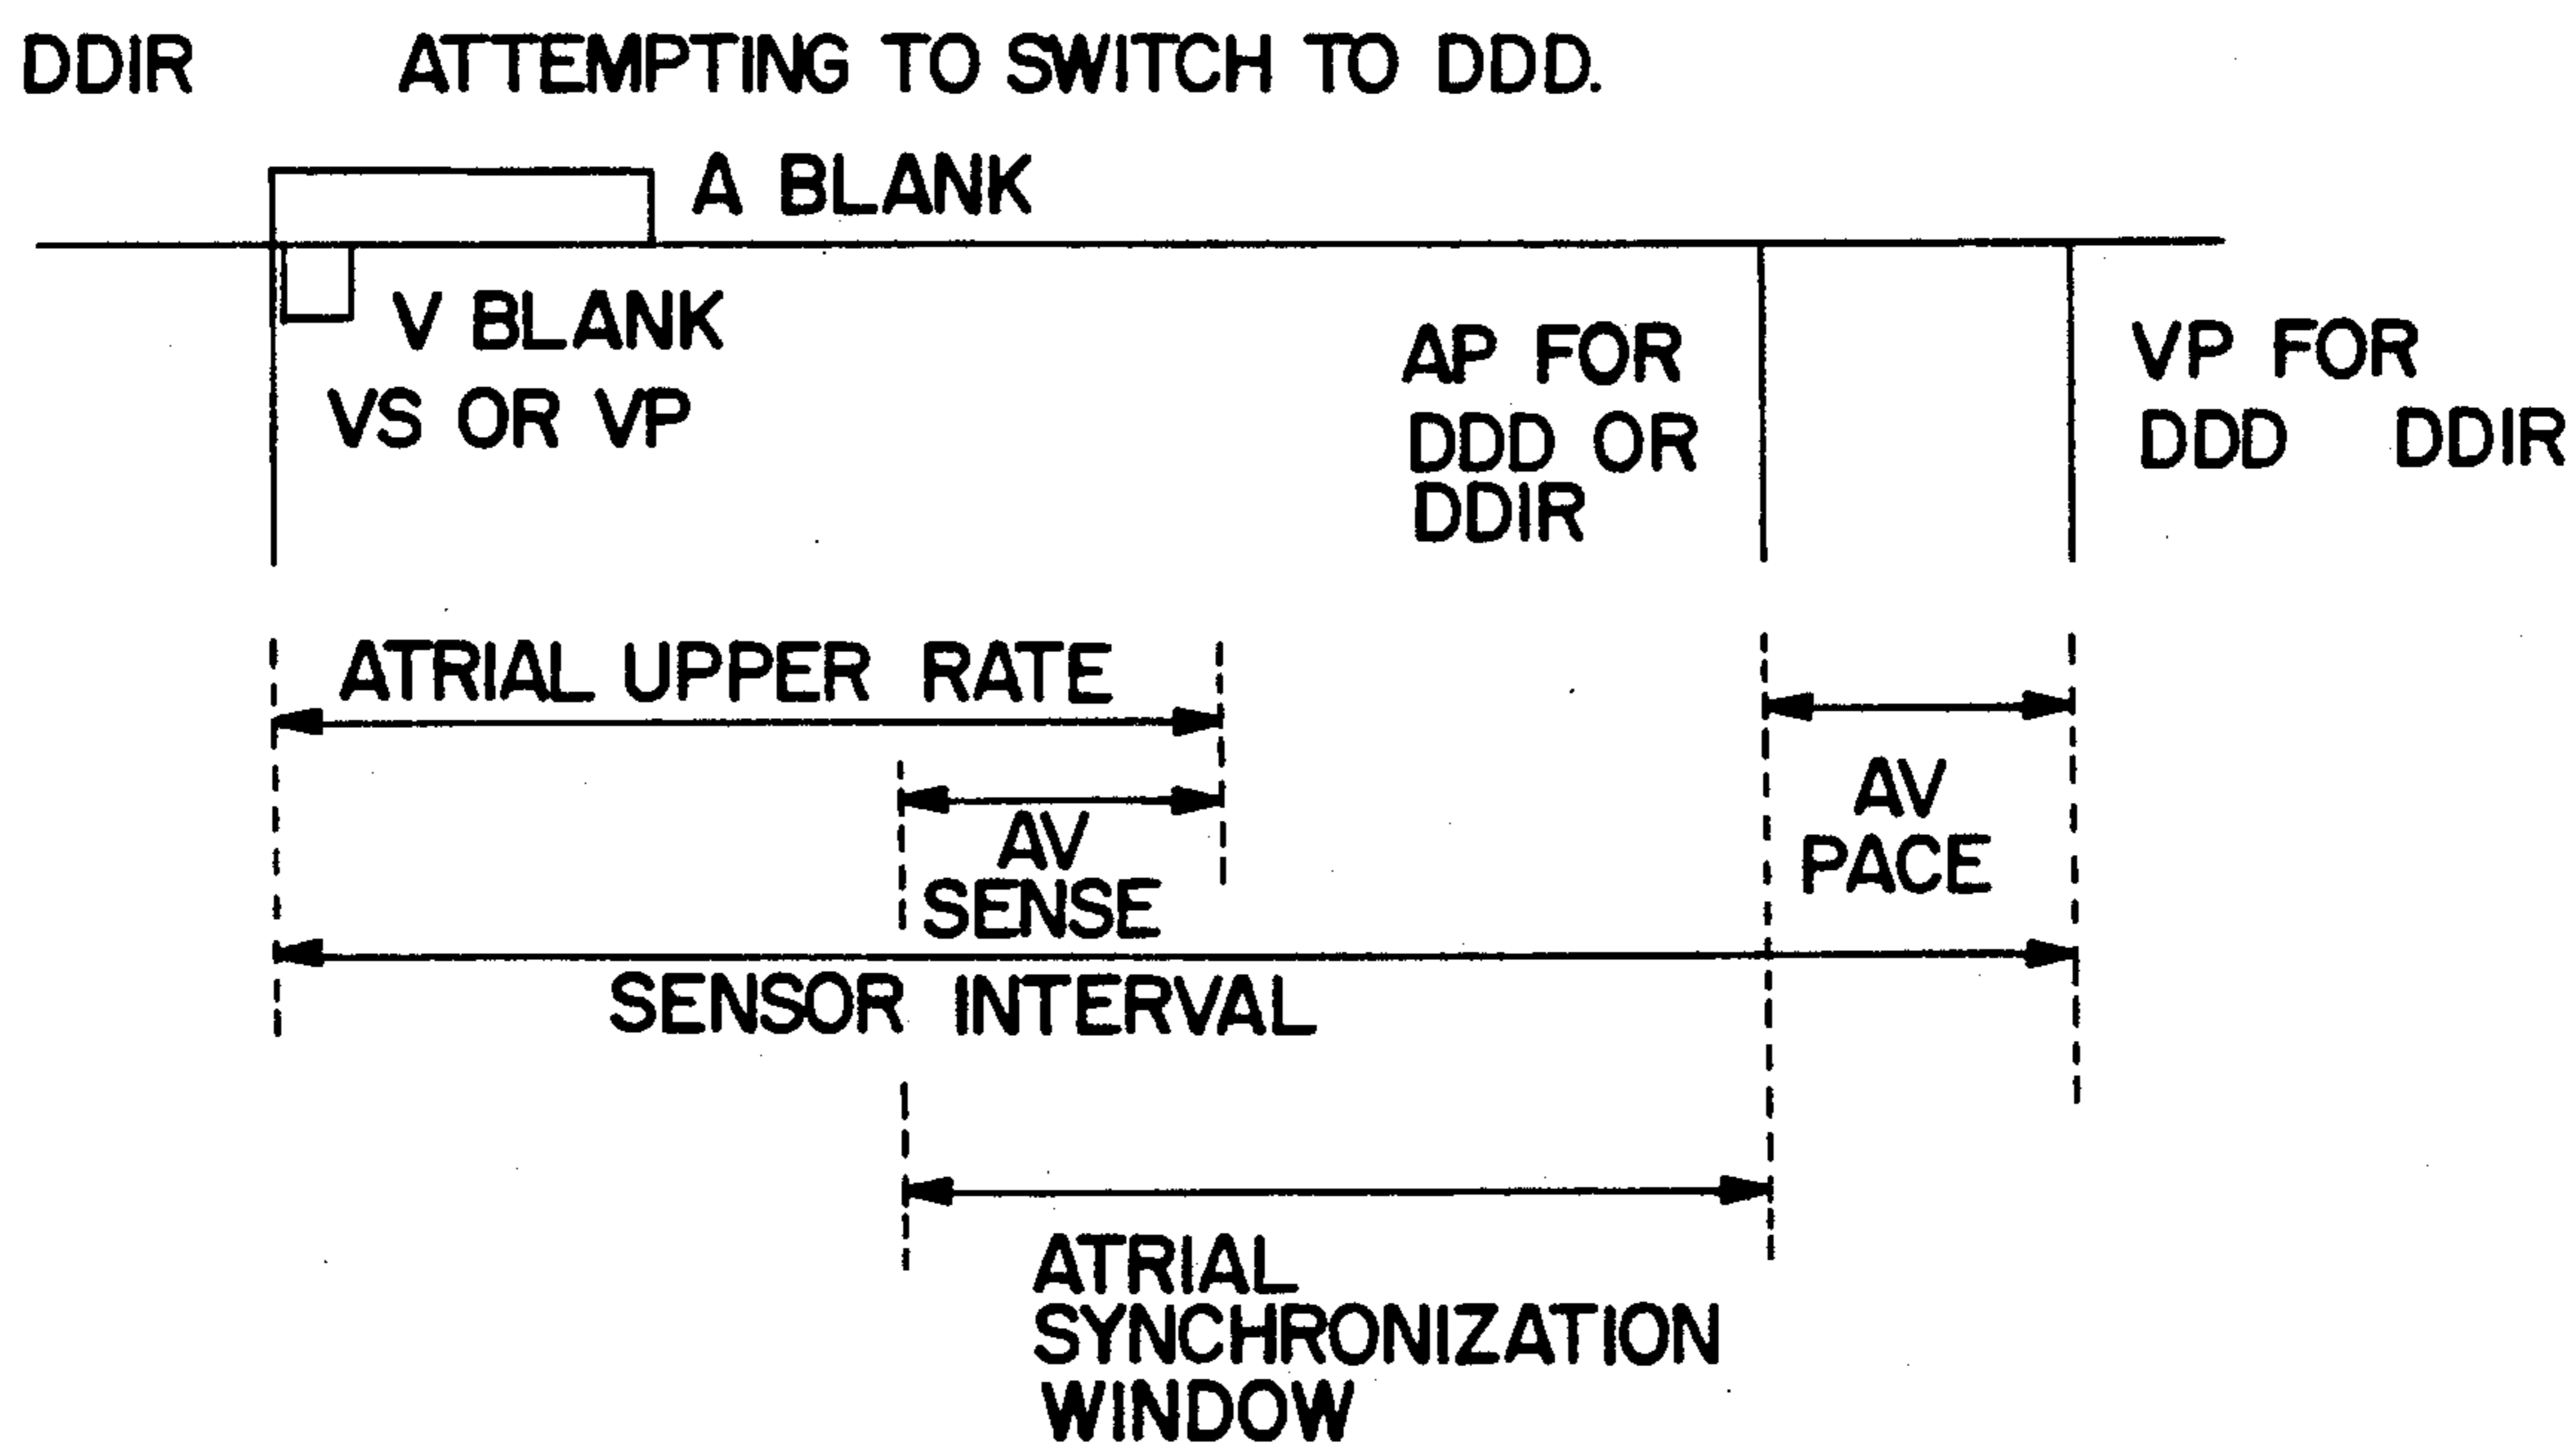 DDIR ATTEMPTING TO SWITCH TO DDD.
A BLANK
V BLANK
VS OR VP
AP FOR
DDD OR
DDIR
VP FOR
DDD DDIR
ATRIAL UPPER RATE
AV
SENSE
AV
PACE
SENSOR INTERVAL
ATRIAL
SYNCHRONIZATION
WINDOW